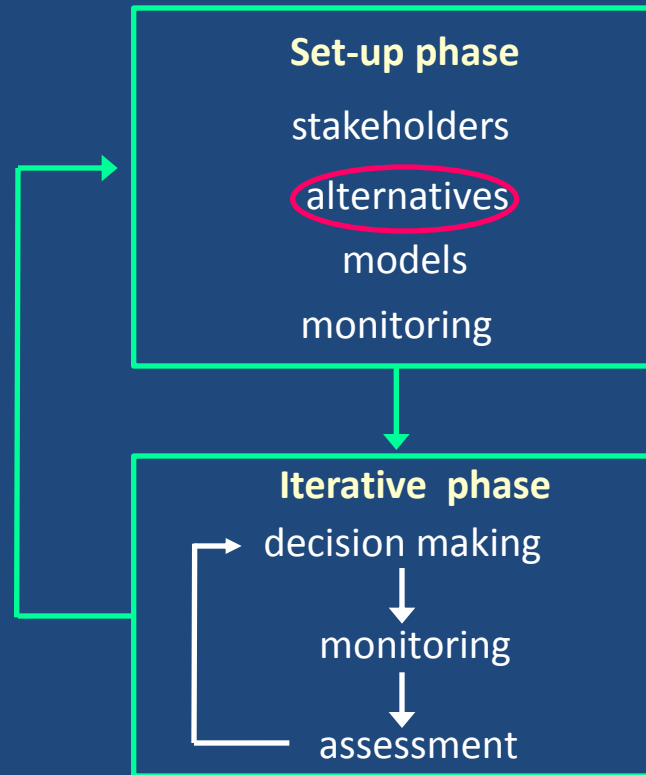 Set-up phase
stakeholders
alternatives
models
monitoring
Iterative phase
decision making
monitoring
assessment